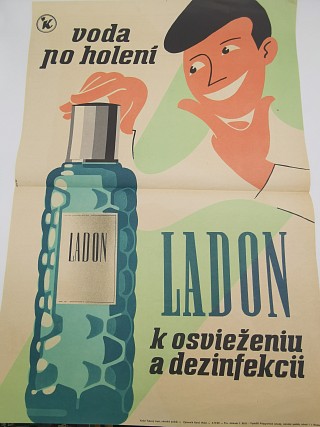 voda
po holení
LADON
LADON
k osvieženiu
a dezinfekcii